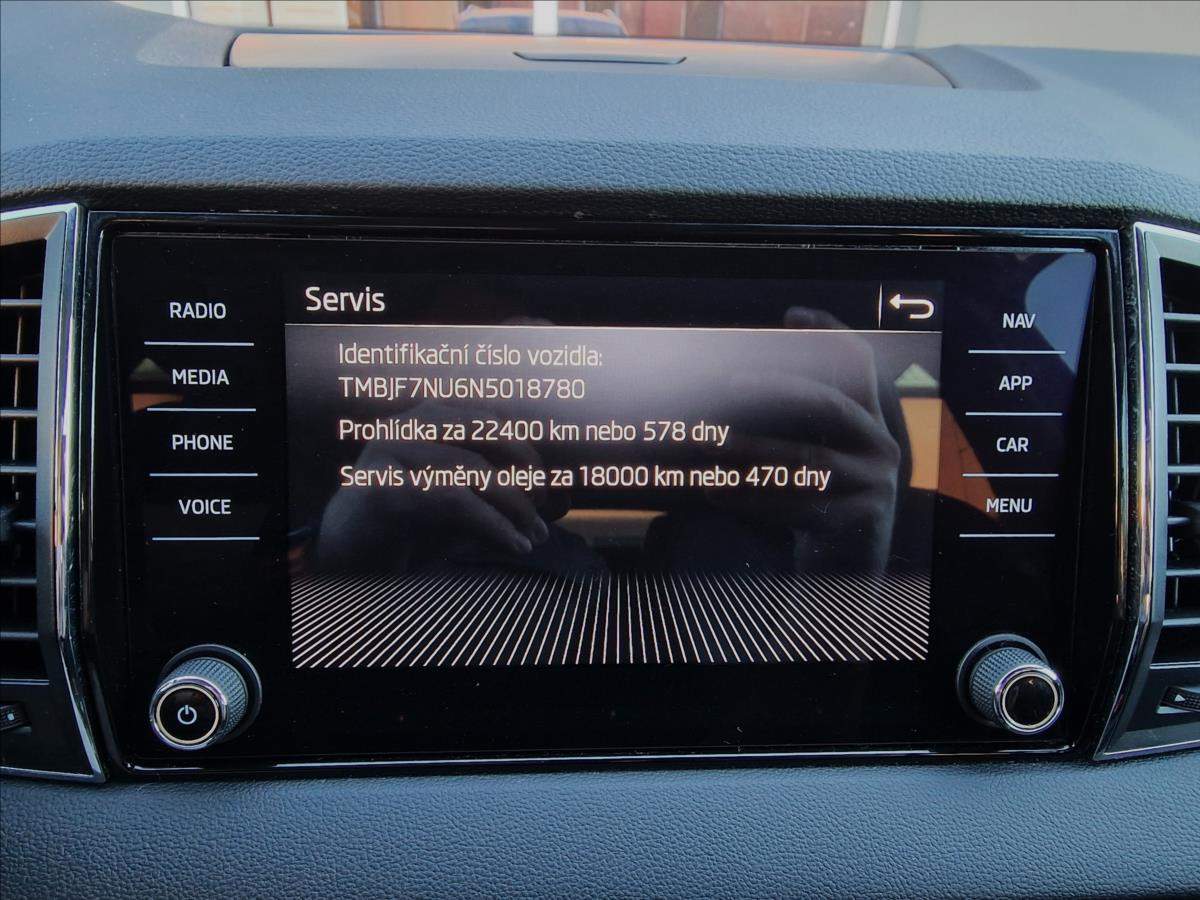 Servis
RADIO
MEDIA
PHONE
VOICE
Identifikační číslo vozidla:
TMBJF7NU6N5018780
Prohlídka za 22400 km nebo 578 dny
Servis výměny oleje za 18000 km nebo 470 dny
NAV
APP
CAR
MENU